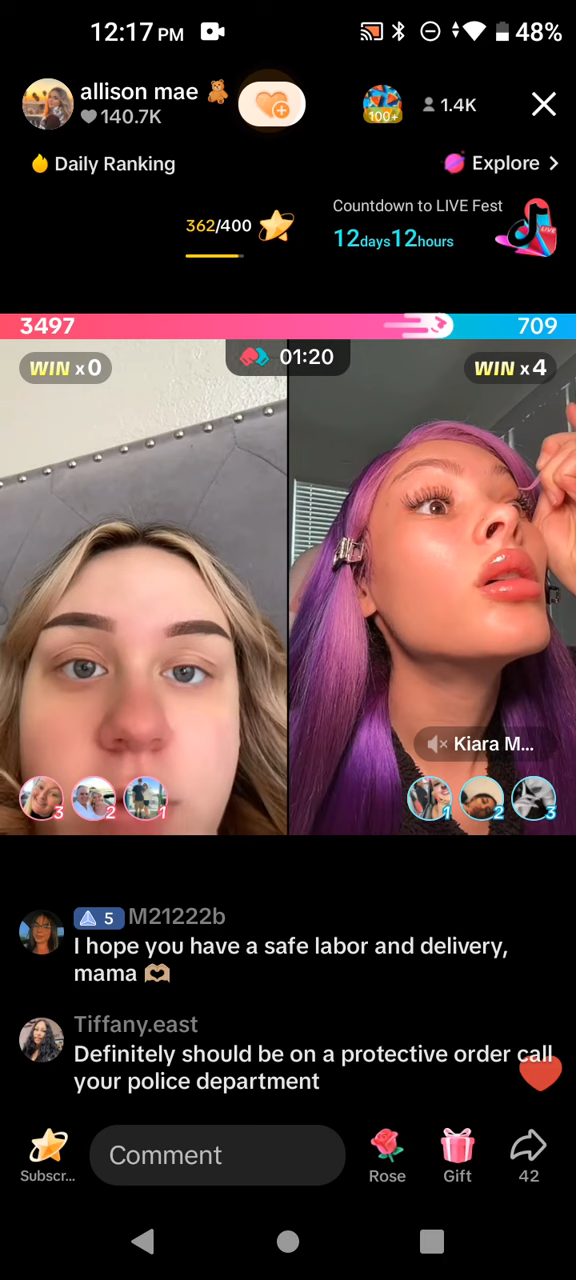 12:17 PM
48%
allison mae 🧸
140.7K
100+
1.4K
Daily Ranking
Explore >
362/400
Countdown to LIVE Fest
12days12hours
LIVE
3497
709
WIN x0
01:20
WIN x4
Kiara M...
3
2
1
1
2
3
5 M21222b
I hope you have a safe labor and delivery,
mama 🫶🏽
Tiffany.east
Definitely should be on a protective order call
your police department
Subscr...
Comment
Rose
Gift
42